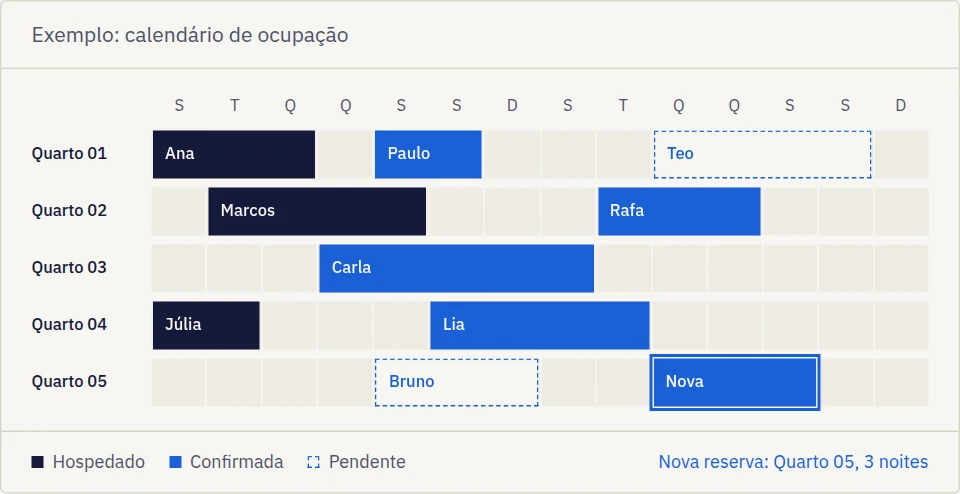 Exemplo: calendário de ocupação
S T Q Q S S D S T Q Q S S D
Quarto 01 Ana Paulo Teo
Quarto 02 Marcos Rafa
Quarto 03 Carla
Quarto 04 Júlia Lia
Quarto 05 Bruno Nova
Hospedado Confirmada Pendente Nova reserva: Quarto 05, 3 noites